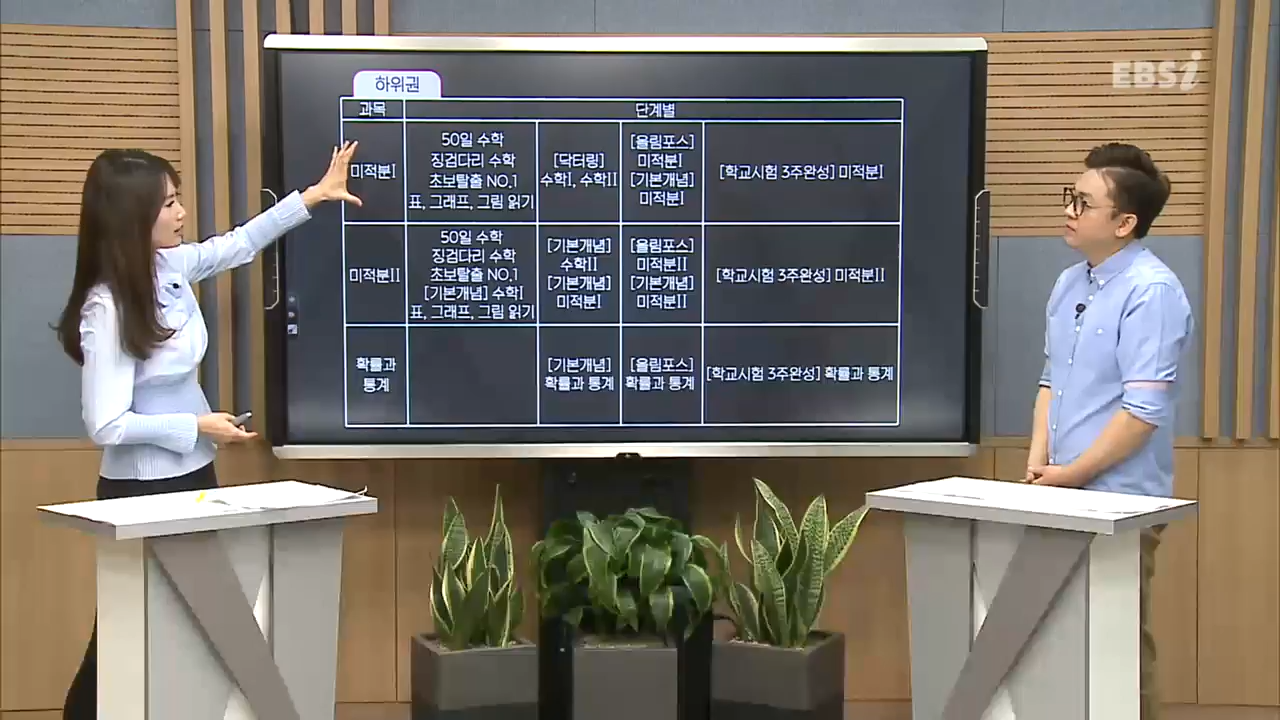 EBSi
하위권
과목
단계별
미적분Ⅰ
50일 수학
징검다리 수학
초보탈출 NO.1
표, 그래프, 그림 읽기
[닥터링]
수학Ⅰ, 수학Ⅱ
[올림포스]
미적분Ⅰ
[기본개념]
미적분Ⅰ
[학교시험 3주완성] 미적분Ⅰ
미적분Ⅱ
50일 수학
징검다리 수학
초보탈출 NO.1
[기본개념] 수학Ⅰ
표, 그래프, 그림 읽기
[기본개념]
수학Ⅱ
[기본개념]
미적분Ⅰ
[올림포스]
미적분Ⅱ
[기본개념]
미적분Ⅱ
[학교시험 3주완성] 미적분Ⅱ
확률과
통계
[기본개념]
확률과 통계
[올림포스]
확률과 통계
[학교시험 3주완성] 확률과 통계